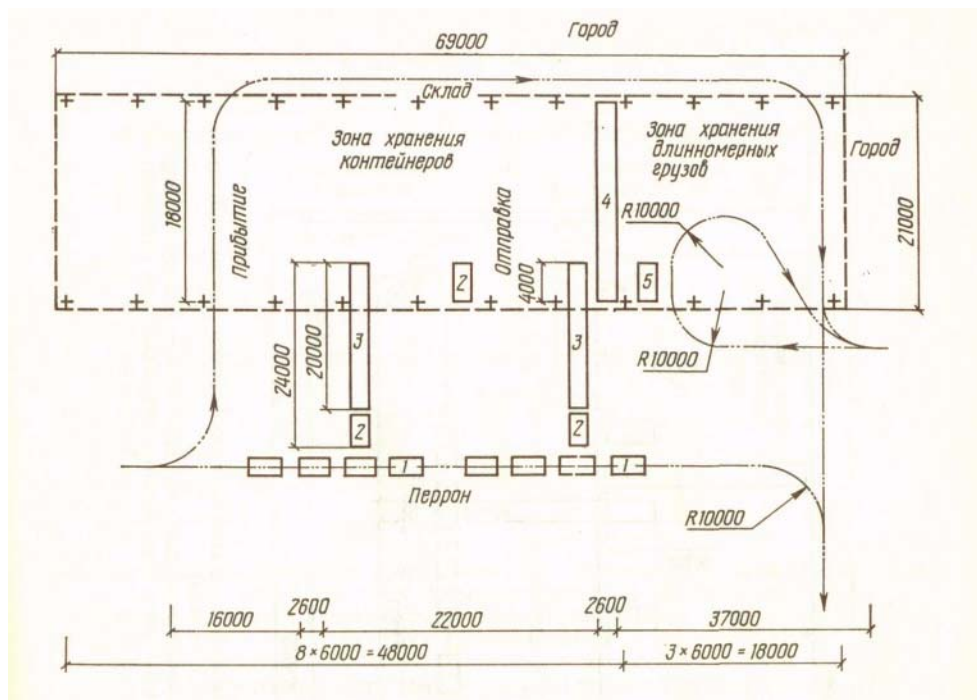 Город
69000
Склад
Зона хранения
контейнеров
Зона хранения
длинномерных
грузов
Город
18000
Прибытие
Отправка
4
R10000
21000
2
4000
5
3
3
24000
20000
R10000
2
2
1
1
Перрон
R10000
16000
2600
22000
2600
37000
8×6000=48000
3×6000=18000